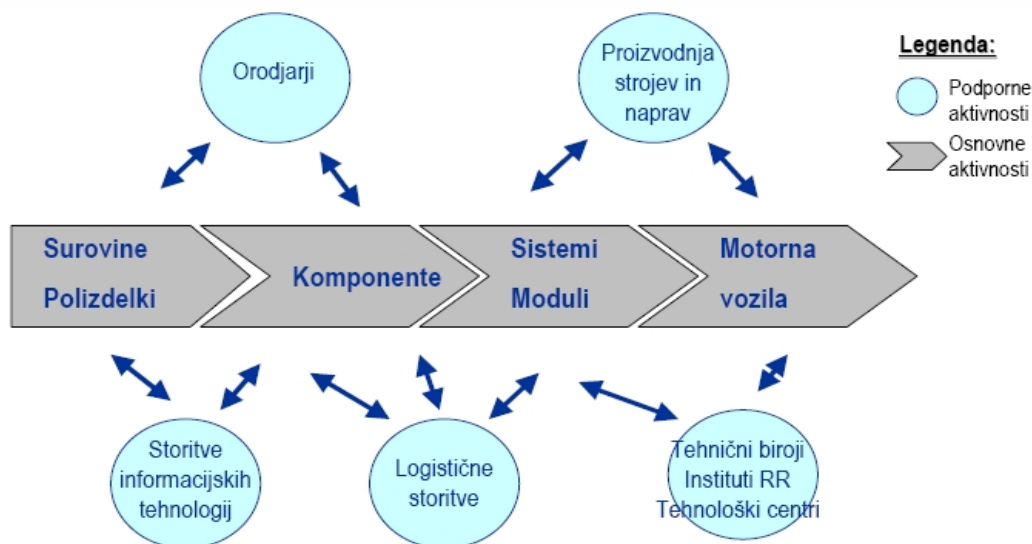 Orodjarji
Proizvodnja
strojev in
naprav
Legenda:
Podporne
aktivnosti
Osnovne
aktivnosti
Surovine
Polizdelki
Komponente
Sistemi
Moduli
Motorna
vozila
Storitve
informacijskih
tehnologij
Logistične
storitve
Tehnični biroji
Instituti RR
Tehnološki centri